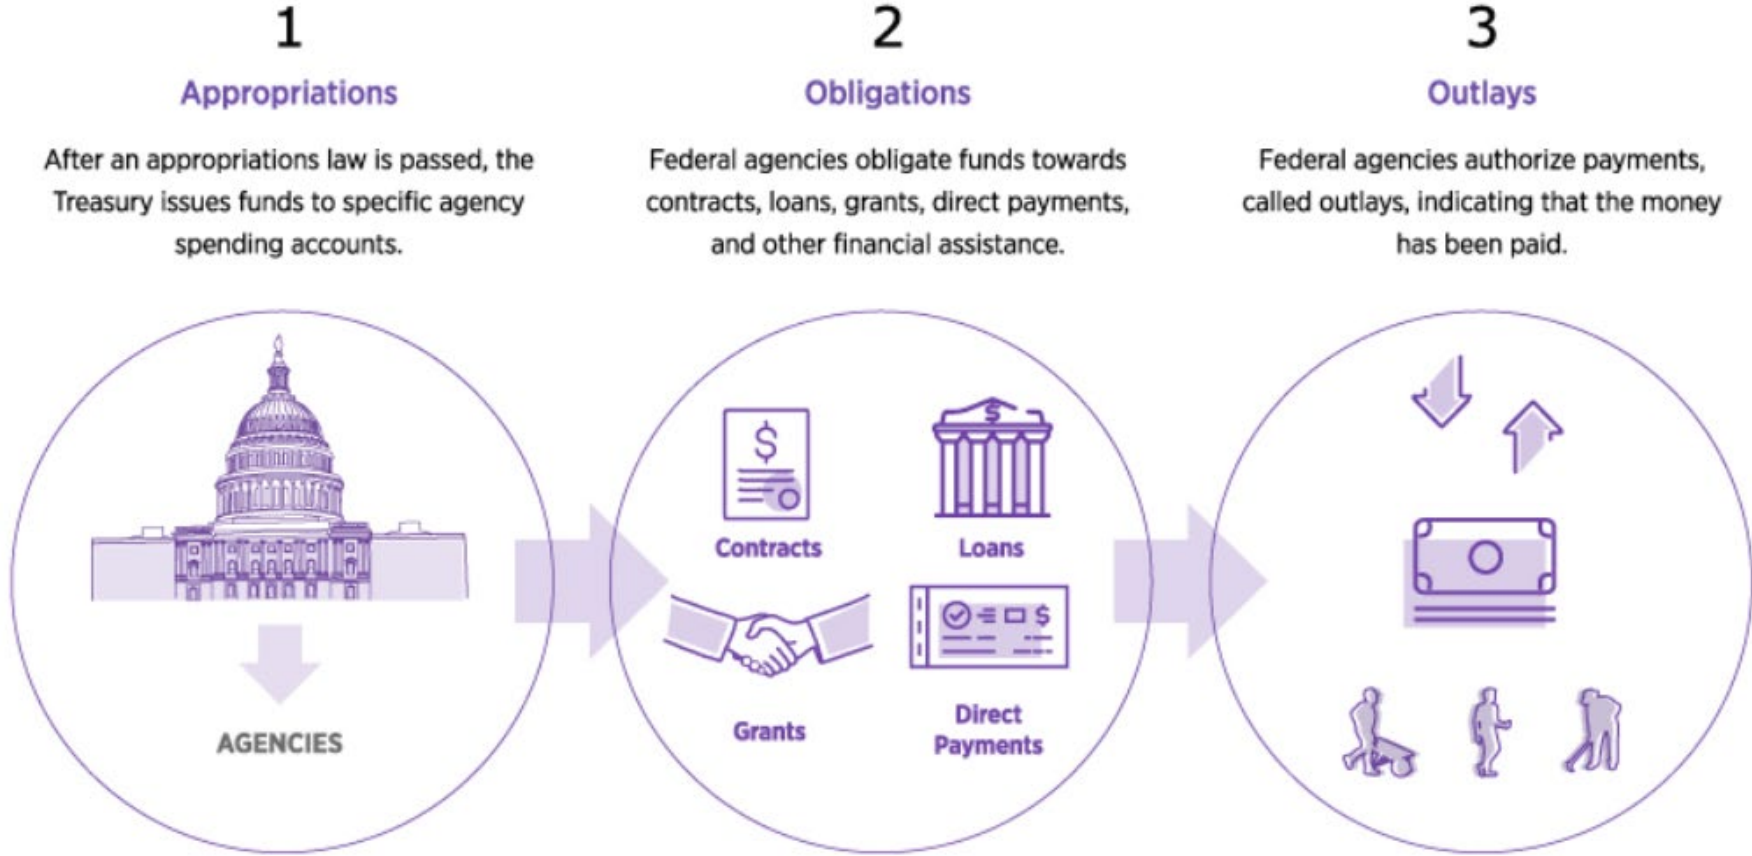 1
Appropriations
After an appropriations law is passed, the
Treasury issues funds to specific agency
spending accounts.
AGENCIES
2
Obligations
Federal agencies obligate funds towards
contracts, loans, grants, direct payments,
and other financial assistance.
$
$
Contracts
Loans
$
Grants
Direct
Payments
3
Outlays
Federal agencies authorize payments,
called outlays, indicating that the money
has been paid.